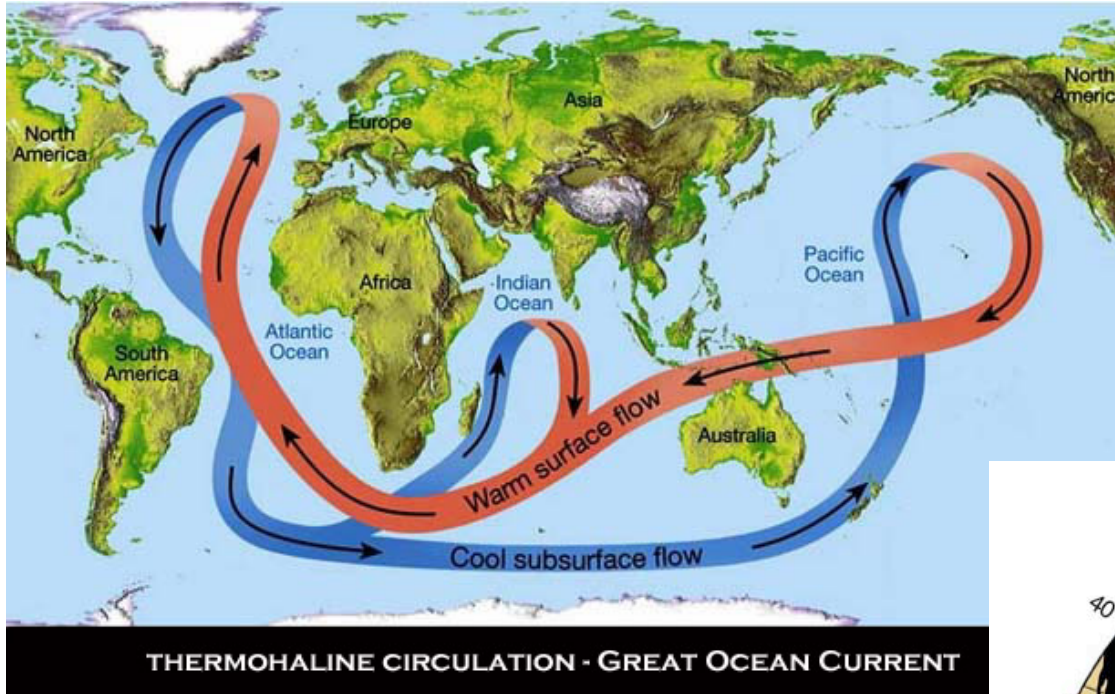 North
America
Europe
Asia
North
America
Africa
Indian
Ocean
Pacific
Ocean
Atlantic
Ocean
South
America
Australia
Warm surface flow
Cool subsurface flow
THERMOHALINE CIRCULATION - GREAT OCEAN CURRENT
40